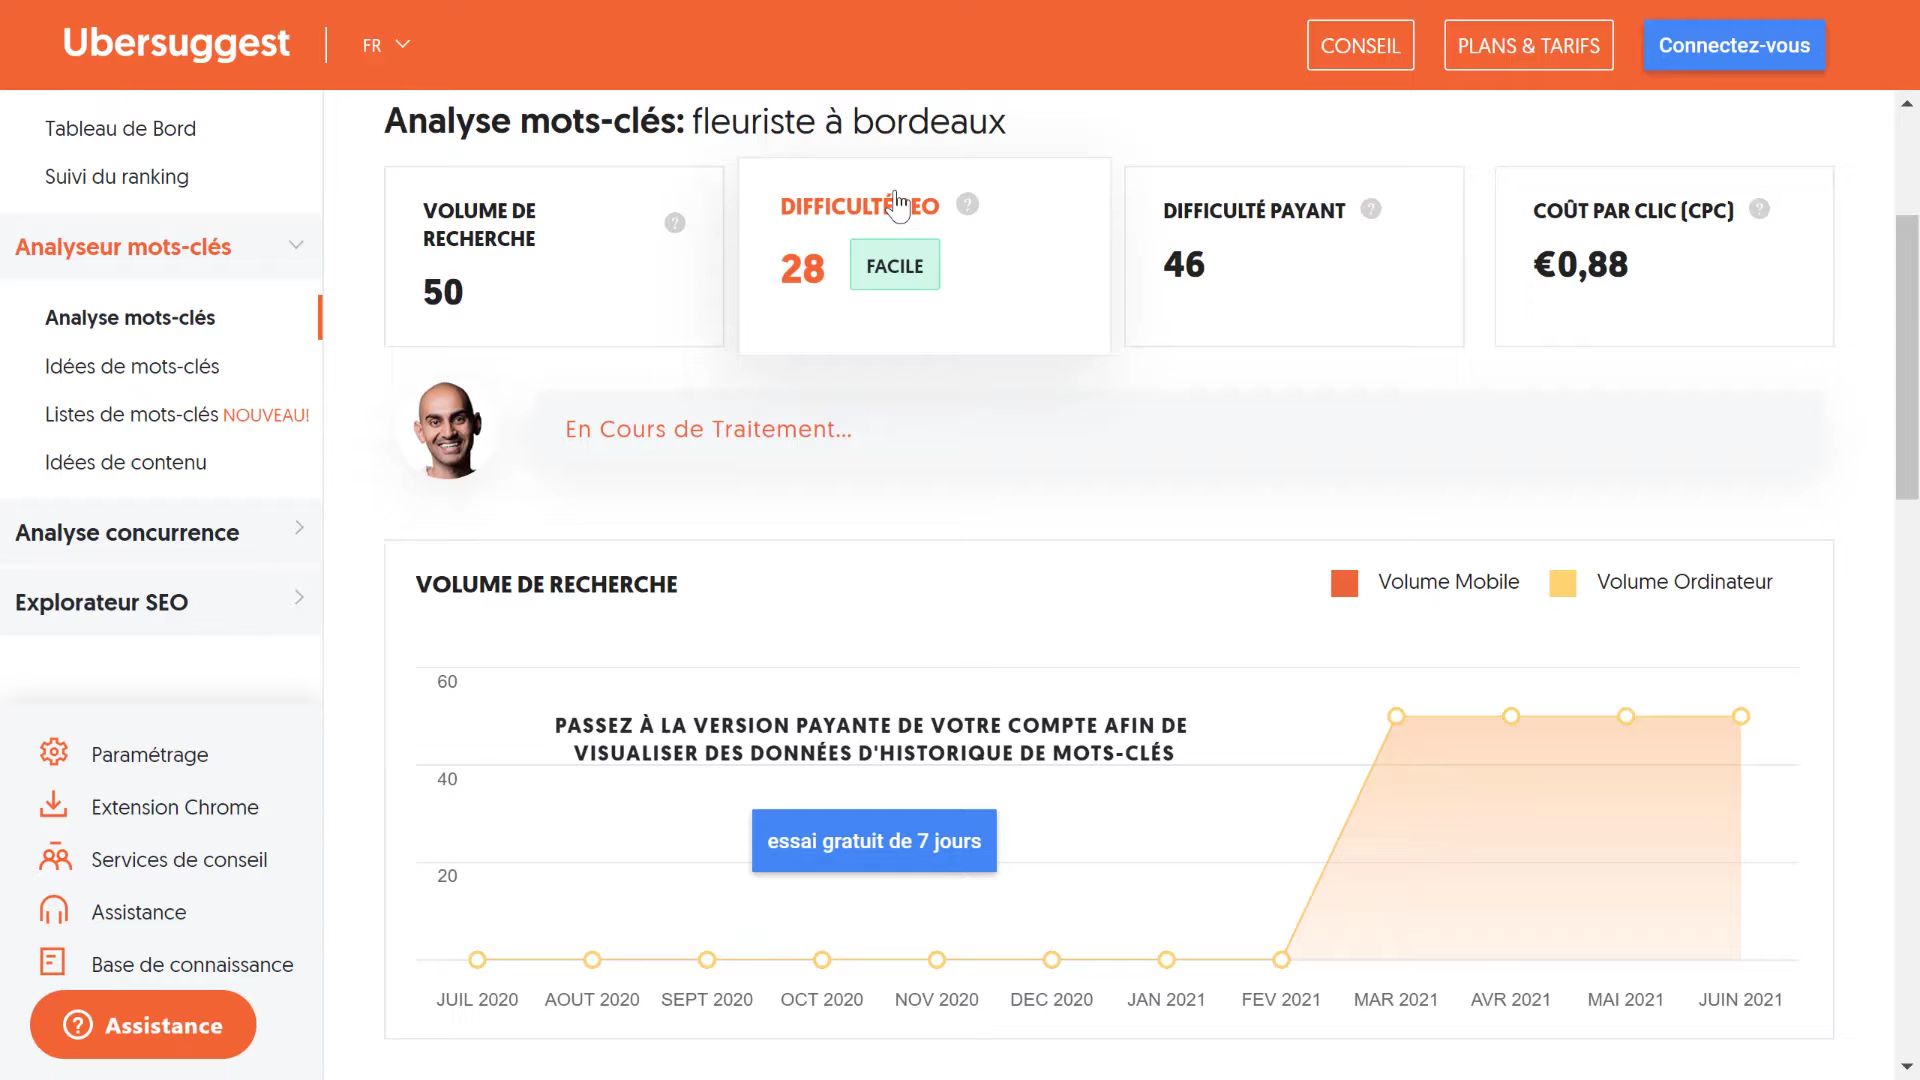 Ubersuggest
FR
CONSEIL
PLANS & TARIFS
Connectez-vous
Tableau de Bord
Suivi du ranking
Analyseur mots-clés
Analyse mots-clés
Idées de mots-clés
Listes de mots-clés NOUVEAU!
Idées de contenu
Analyse concurrence
Explorateur SEO
Paramétrage
Extension Chrome
Services de conseil
Assistance
Base de connaissance
? Assistance
Analyse mots-clés: fleuriste à bordeaux
VOLUME DE
RECHERCHE
?
50
DIFFICULTÉ EO
?
28
FACILE
DIFFICULTÉ PAYANT
?
46
COÛT PAR CLIC (CPC)
?
€0,88
En Cours de Traitement...
VOLUME DE RECHERCHE
Volume Mobile
Volume Ordinateur
60
PASSEZ À LA VERSION PAYANTE DE VOTRE COMPTE AFIN DE
VISUALISER DES DONNÉES D'HISTORIQUE DE MOTS-CLÉS
40
essai gratuit de 7 jours
20
JUIL 2020
AOUT 2020
SEPT 2020
OCT 2020
NOV 2020
DEC 2020
JAN 2021
FEV 2021
MAR 2021
AVR 2021
MAI 2021
JUIN 2021